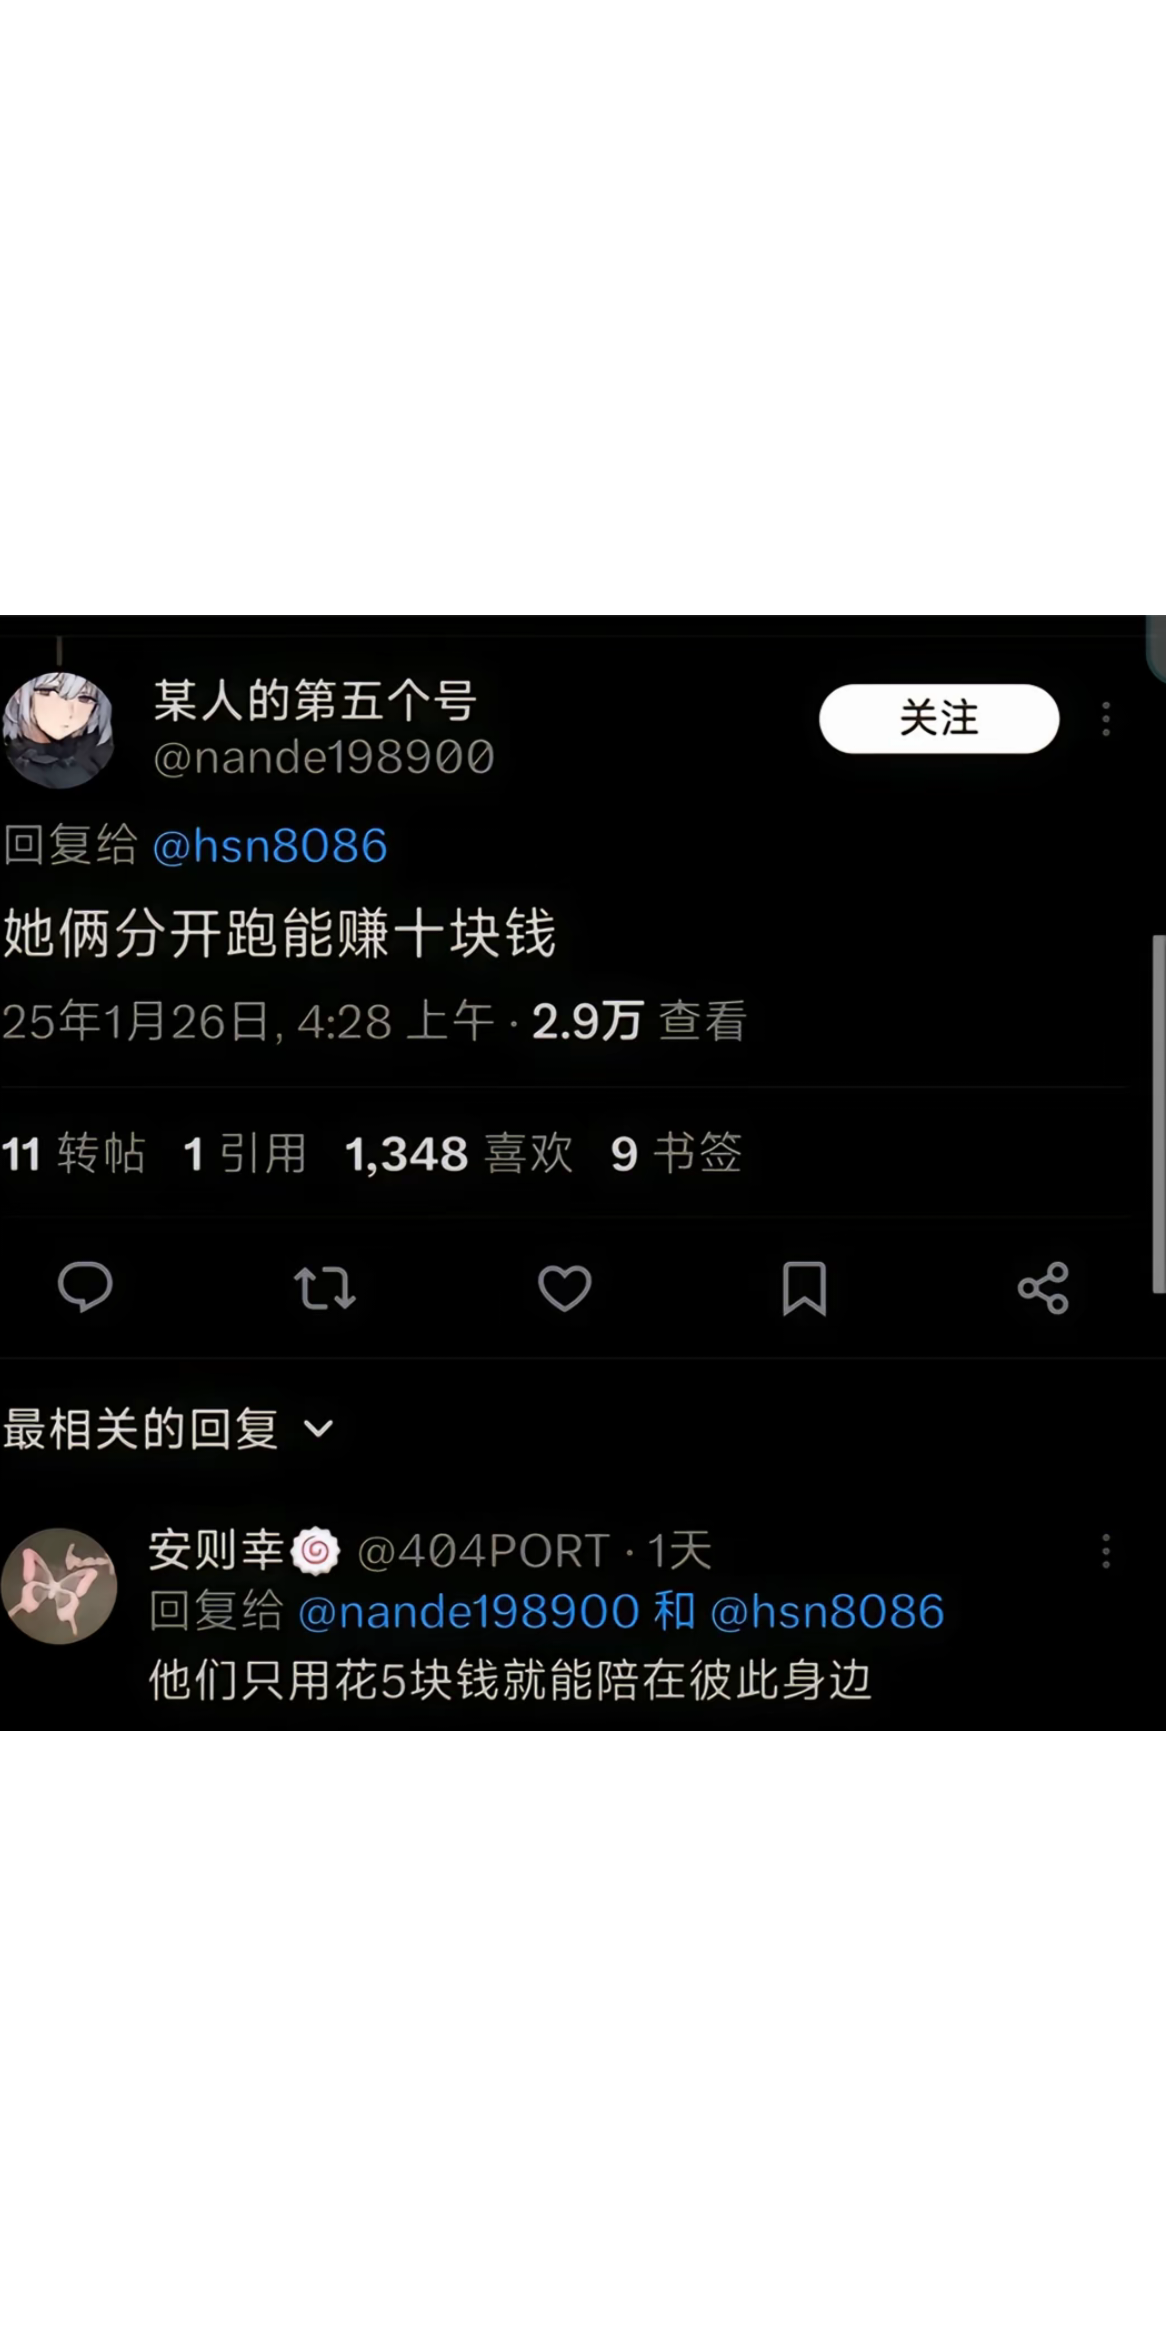 某人的第五个号
关注
@nande198900
回复给 @hsn8086
她俩分开跑能赚十块钱
25年1月26日, 4:28 上午 · 2.9万 查看
11 转帖 1 引用 1,348 喜欢 9 书签
最相关的回复
安则幸🍥 @404PORT · 1天
回复给 @nande198900 和 @hsn8086
他们只用花5块钱就能陪在彼此身边